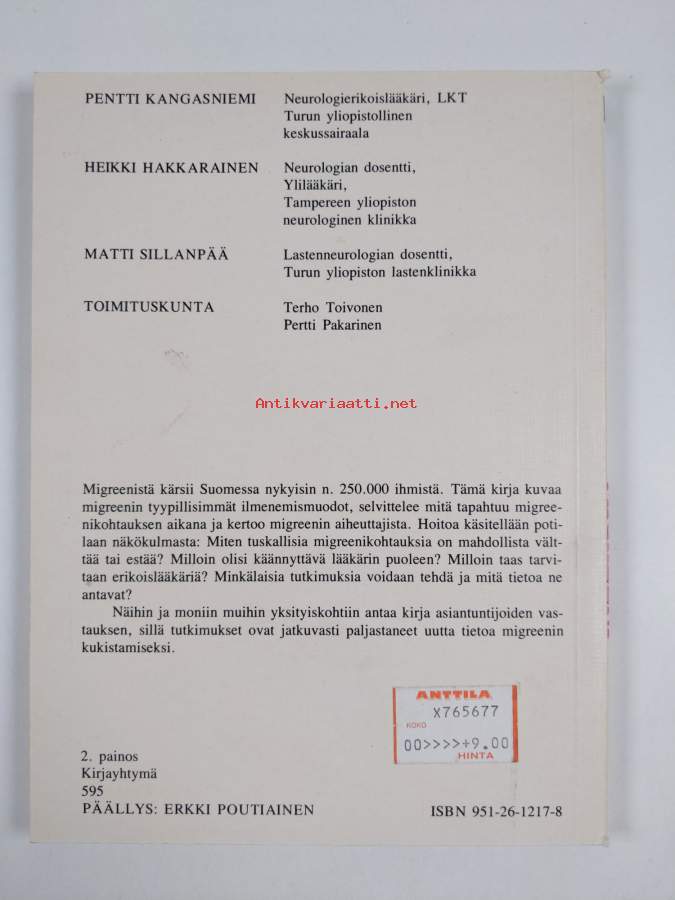 PENTTI KANGASNIEMI Neurologierikoislääkäri, LKT
Turun yliopistollinen
keskussairaala
HEIKKI HAKKARAINEN Neurologian dosentti,
Ylilääkäri,
Tampereen yliopiston
neurologinen klinikka
MATTI SILLANPÄÄ Lastenneurologian dosentti,
Turun yliopiston lastenklinikka
TOIMITUSKUNTA Terho Toivonen
Pertti Pakarinen
Antikvariaatti.net
Migreenistä kärsii Suomessa nykyisin n. 250.000 ihmistä. Tämä kirja kuvaa
migreenin tyypillisimmät ilmenemismuodot, selvittelee mitä tapahtuu migree-
nikohtauksen aikana ja kertoo migreenin aiheuttajista. Hoitoa käsitellään poti-
laan näkökulmasta: Miten tuskallisia migreenikohtauksia on mahdollista vält-
tää tai estää? Milloin olisi käännyttävä lääkärin puoleen? Milloin taas tarvi-
taan erikoislääkäriä? Minkälaisia tutkimuksia voidaan tehdä ja mitä tietoa ne
antavat?
Näihin ja moniin muihin yksityiskohtiin antaa kirja asiantuntijoiden vas-
tauksen, sillä tutkimukset ovat jatkuvasti paljastaneet uutta tietoa migreenin
kukistamiseksi.
ANTTILA
X765677
KOKO
00>>>>+9.00
HINTA
2. painos
Kirjayhtymä
595
PÄÄLLYS: ERKKI POUTIAINEN ISBN 951-26-1217-8